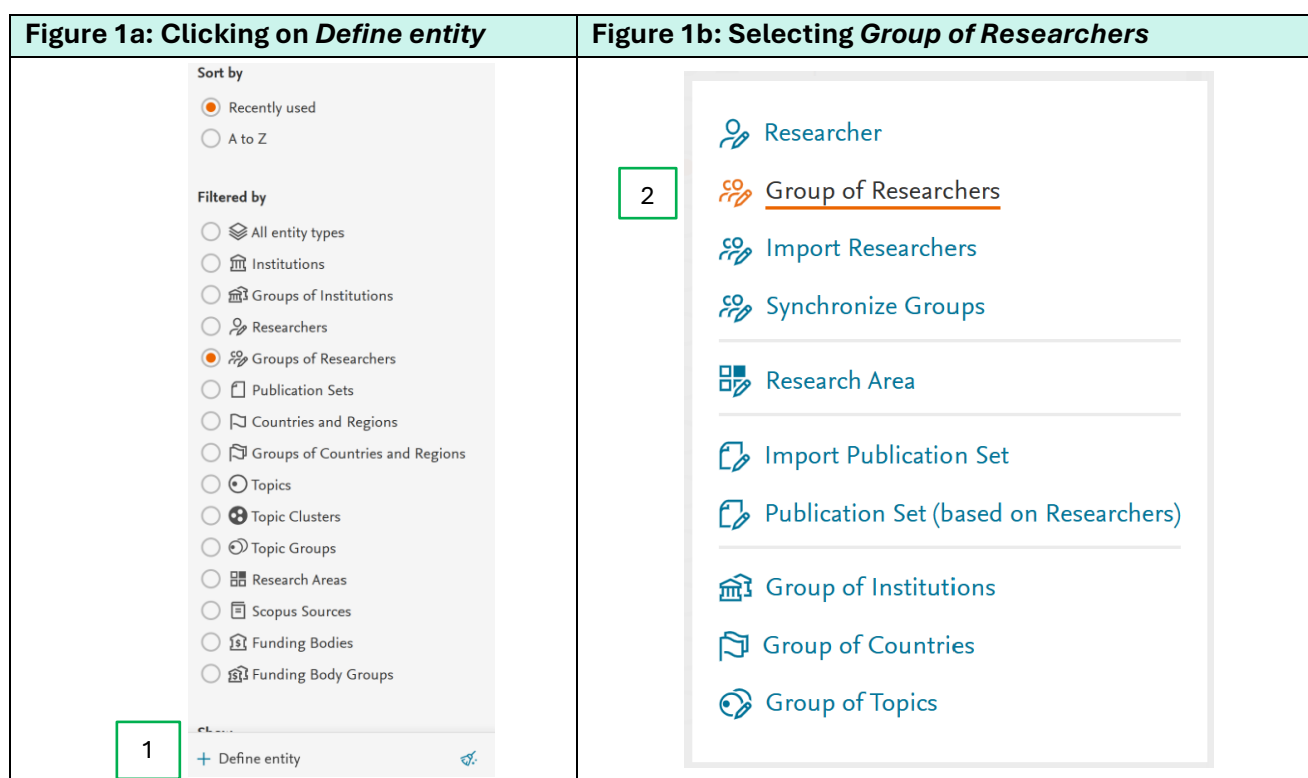 Figure 1a: Clicking on Define entity
Sort by
Recently used
A to Z
Filtered by
All entity types
Institutions
Groups of Institutions
Researchers
Groups of Researchers
Publication Sets
Countries and Regions
Groups of Countries and Regions
Topics
Topic Clusters
Topic Groups
Research Areas
Scopus Sources
Funding Bodies
Funding Body Groups
1
+ Define entity
Figure 1b: Selecting Group of Researchers
Researcher
2
Group of Researchers
Import Researchers
Synchronize Groups
Research Area
Import Publication Set
Publication Set (based on Researchers)
Group of Institutions
Group of Countries
Group of Topics